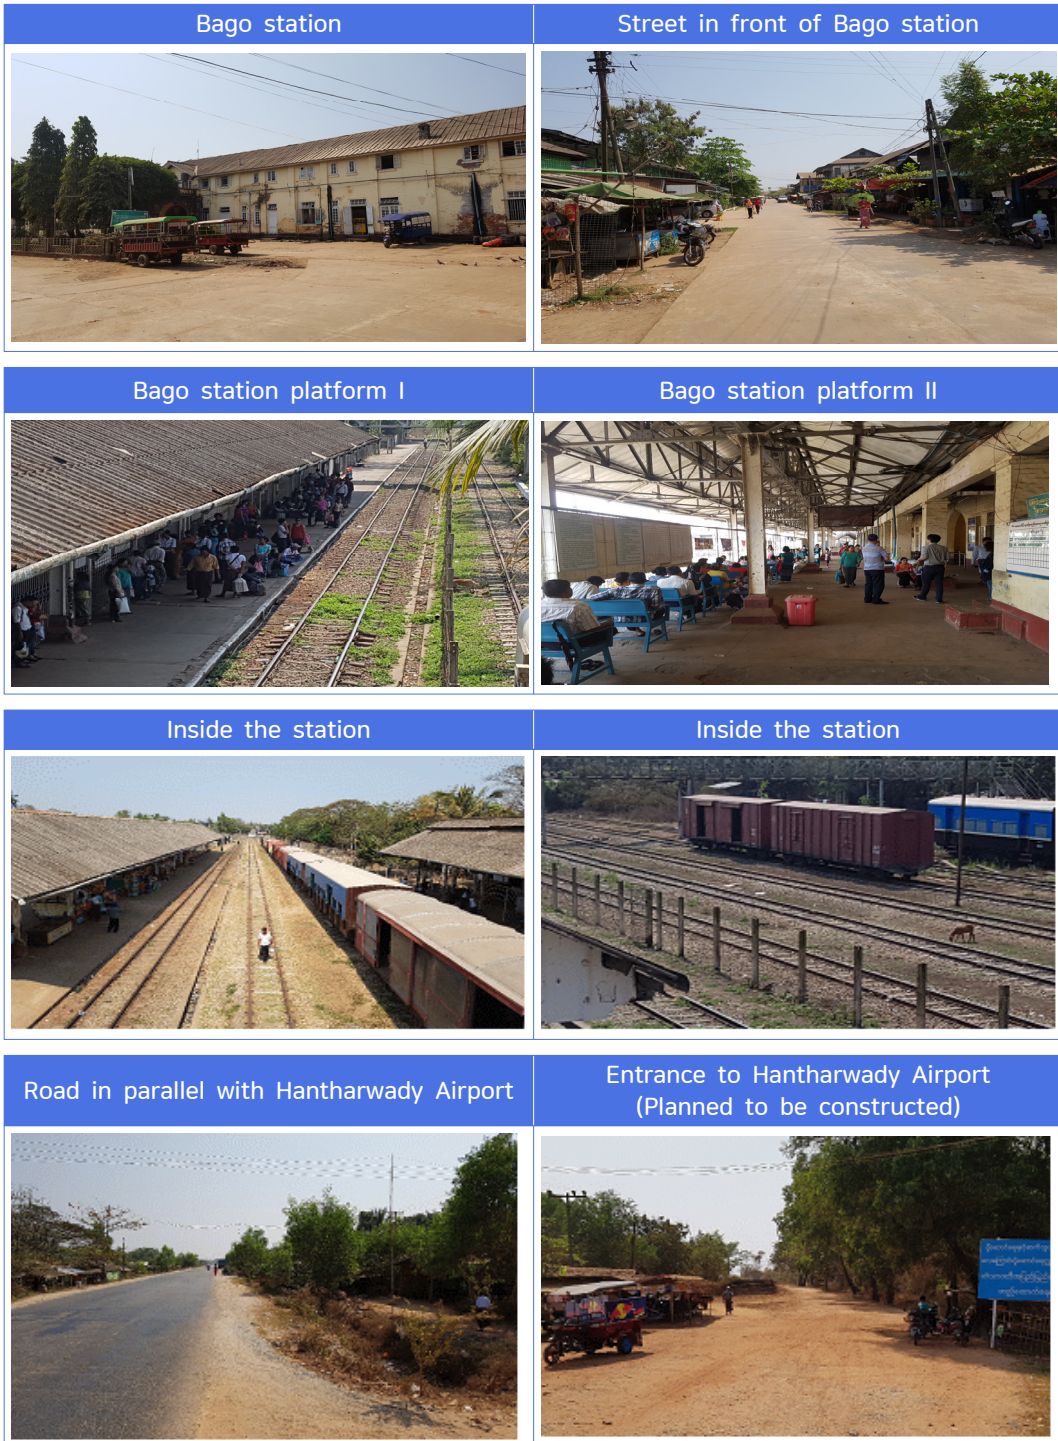 Bago station
Street in front of Bago station
Bago station platform I
Bago station platform II
Inside the station
Inside the station
Road in parallel with Hantharwady Airport
Entrance to Hantharwady Airport
(Planned to be constructed)